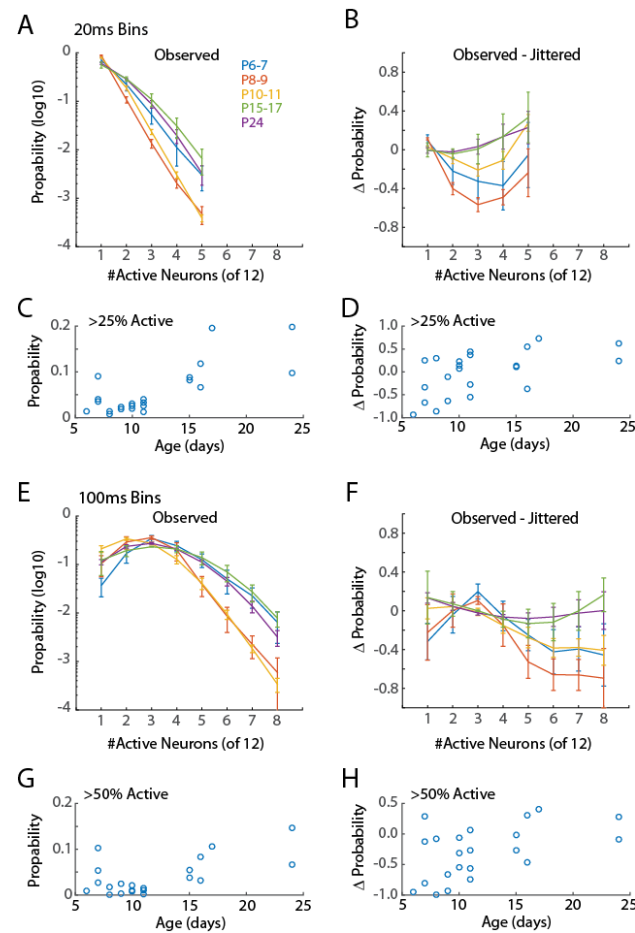 A
20ms Bins
Observed
P6-7
P8-9
P10-11
P15-17
P24
Propability (log10)
0
-1
-2
-3
-4
1 2 3 4 5 6 7 8
#Active Neurons (of 12)
B
Observed - Jittered
Δ Probability
0.8
0.4
0
-0.4
-0.8
1 2 3 4 5 6 7 8
#Active Neurons (of 12)
C
>25% Active
Propability
0.2
0.1
0
5 10 15 20 25
Age (days)
D
>25% Active
Δ Propability
1.0
0.5
0.0
-0.5
-1.0
5 10 15 20 25
Age (days)
E
100ms Bins
Observed
Propability (log10)
0
-1
-2
-3
-4
1 2 3 4 5 6 7 8
#Active Neurons (of 12)
F
Observed - Jittered
Δ Probability
0.8
0.4
0
-0.4
-0.8
1 2 3 4 5 6 7 8
#Active Neurons (of 12)
G
>50% Active
Propability
0.2
0.1
0
5 10 15 20 25
Age (days)
H
>50% Active
Δ Propability
1.0
0.5
0.0
-0.5
-1.0
5 10 15 20 25
Age (days)